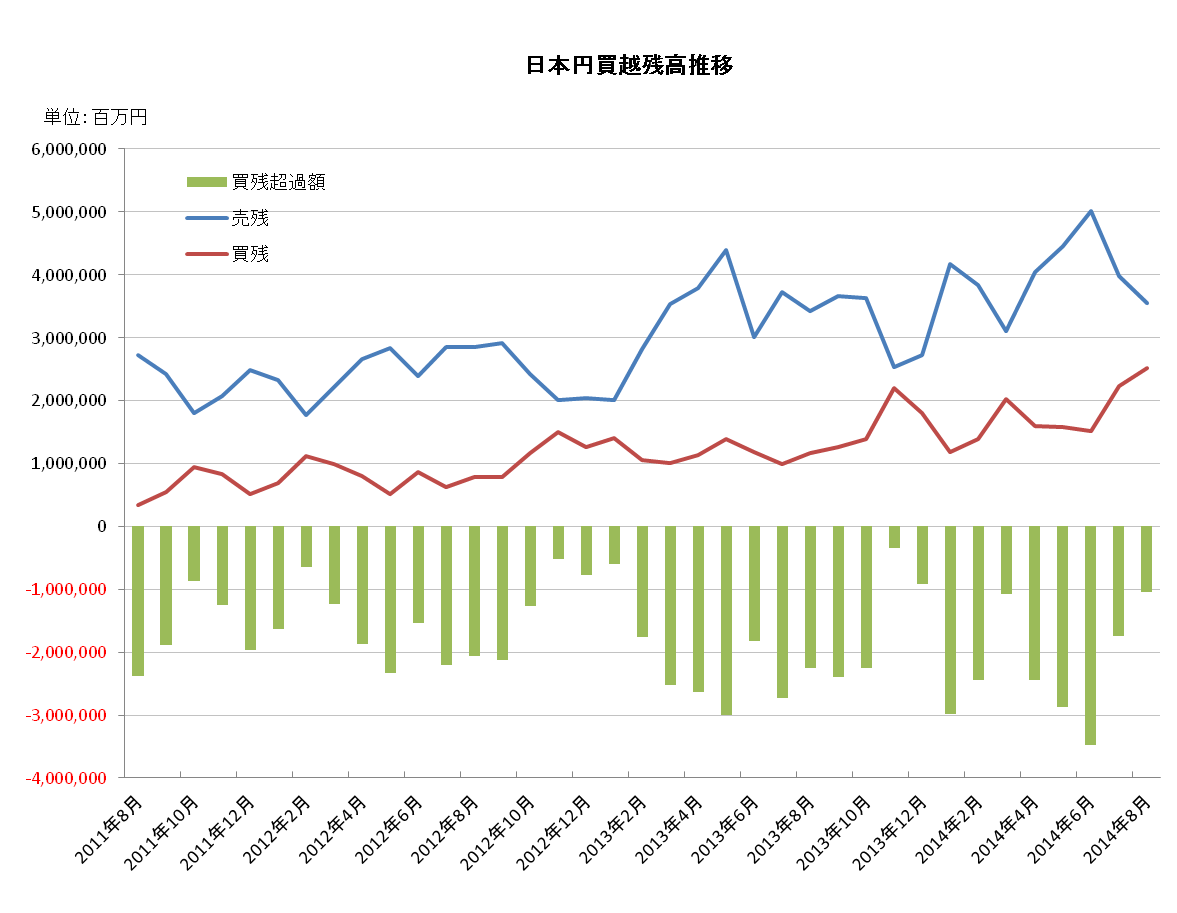 日本円買越残高推移
単位: 百万円
6,000,000
5,000,000
4,000,000
3,000,000
2,000,000
1,000,000
0
-1,000,000
-2,000,000
-3,000,000
-4,000,000
買残超過額
売残
買残
2011年8月
2011年10月
2011年12月
2012年2月
2012年4月
2012年6月
2012年8月
2012年10月
2012年12月
2013年2月
2013年4月
2013年6月
2013年8月
2013年10月
2013年12月
2014年2月
2014年4月
2014年6月
2014年8月